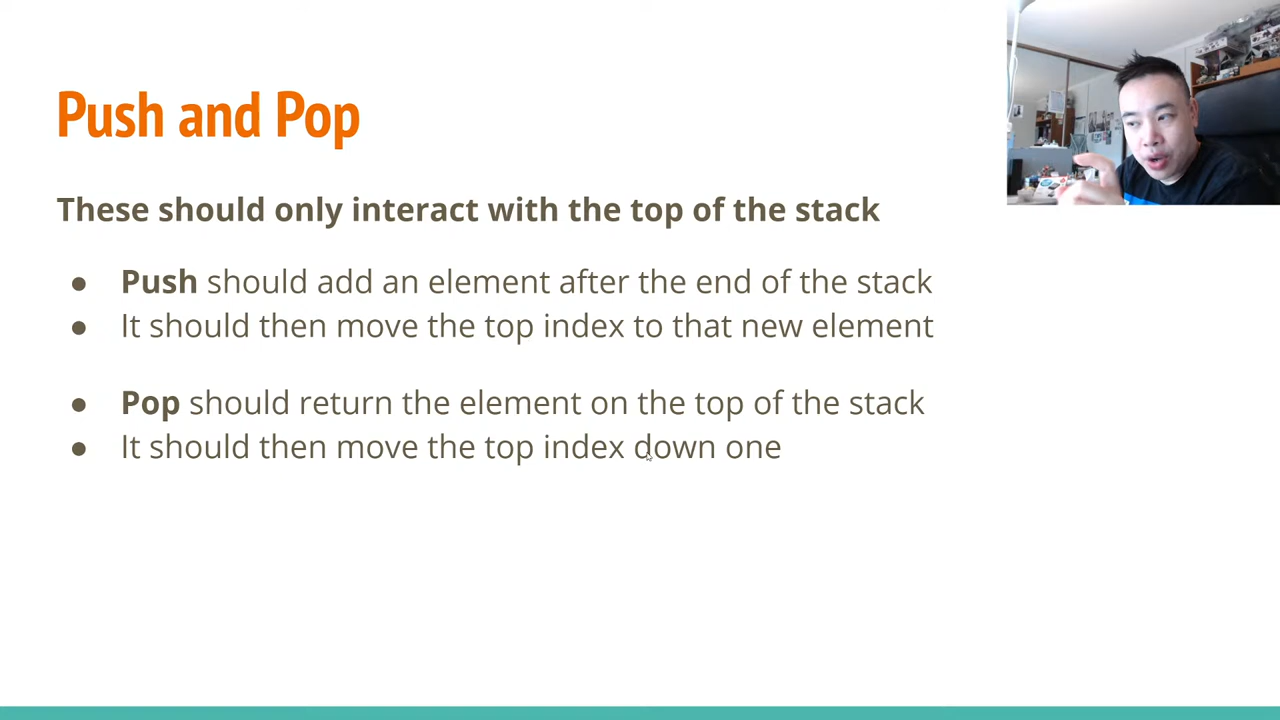 Push and Pop
These should only interact with the top of the stack
● Push should add an element after the end of the stack
● It should then move the top index to that new element
● Pop should return the element on the top of the stack
● It should then move the top index down one